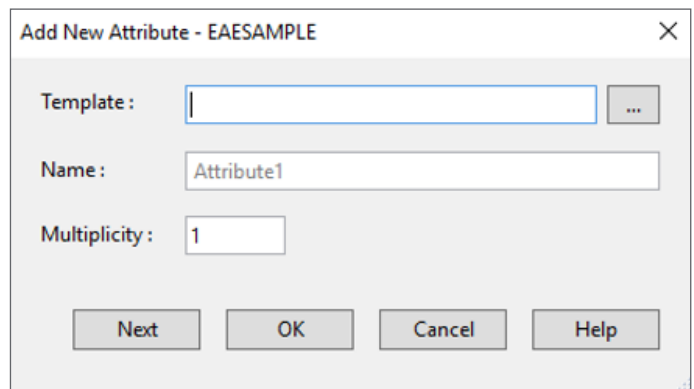 Add New Attribute - EAESAMPLE
Template :
...
Name :
Attribute1
Multiplicity :
1
Next OK Cancel Help